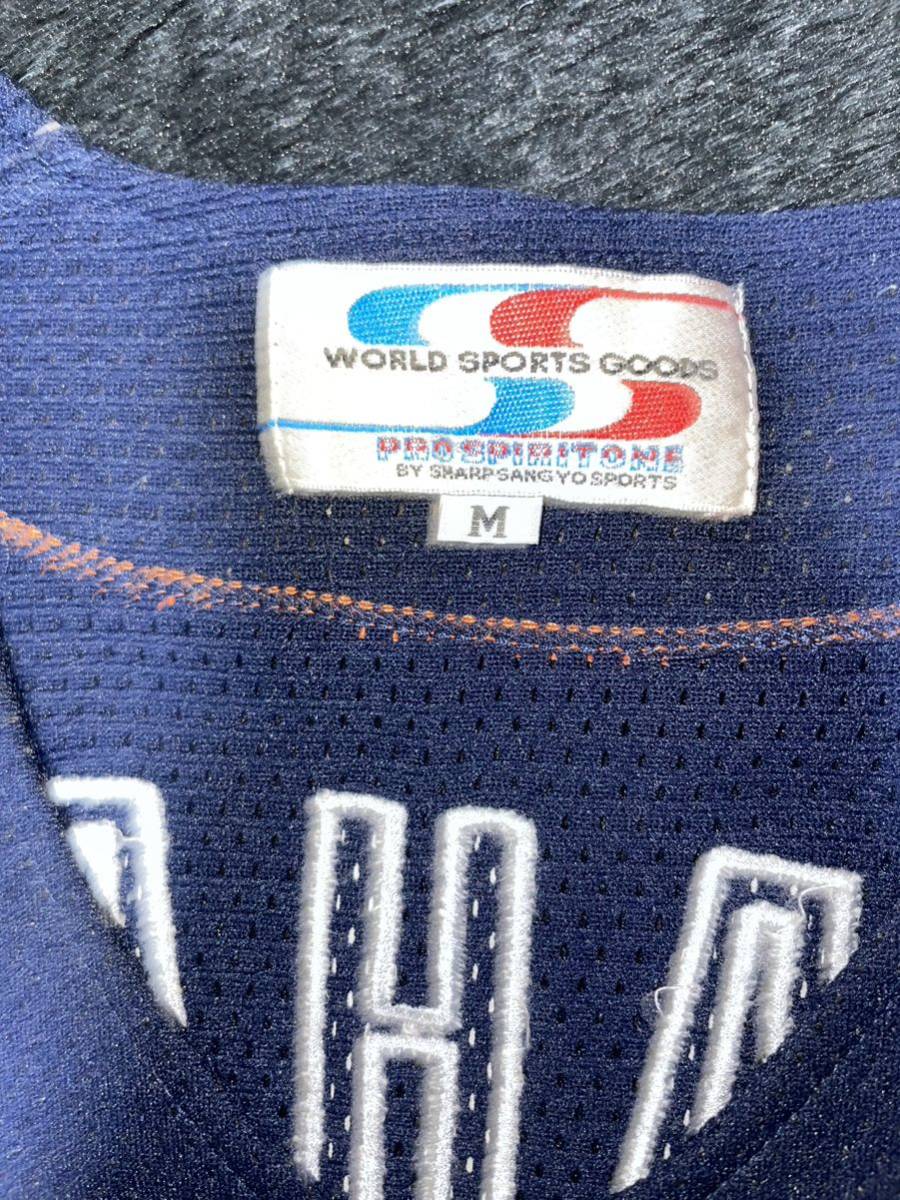 WORLD SPORTS GOODS
PROSPIRITONE
BY SHARPSANGYO SPORTS
M
H